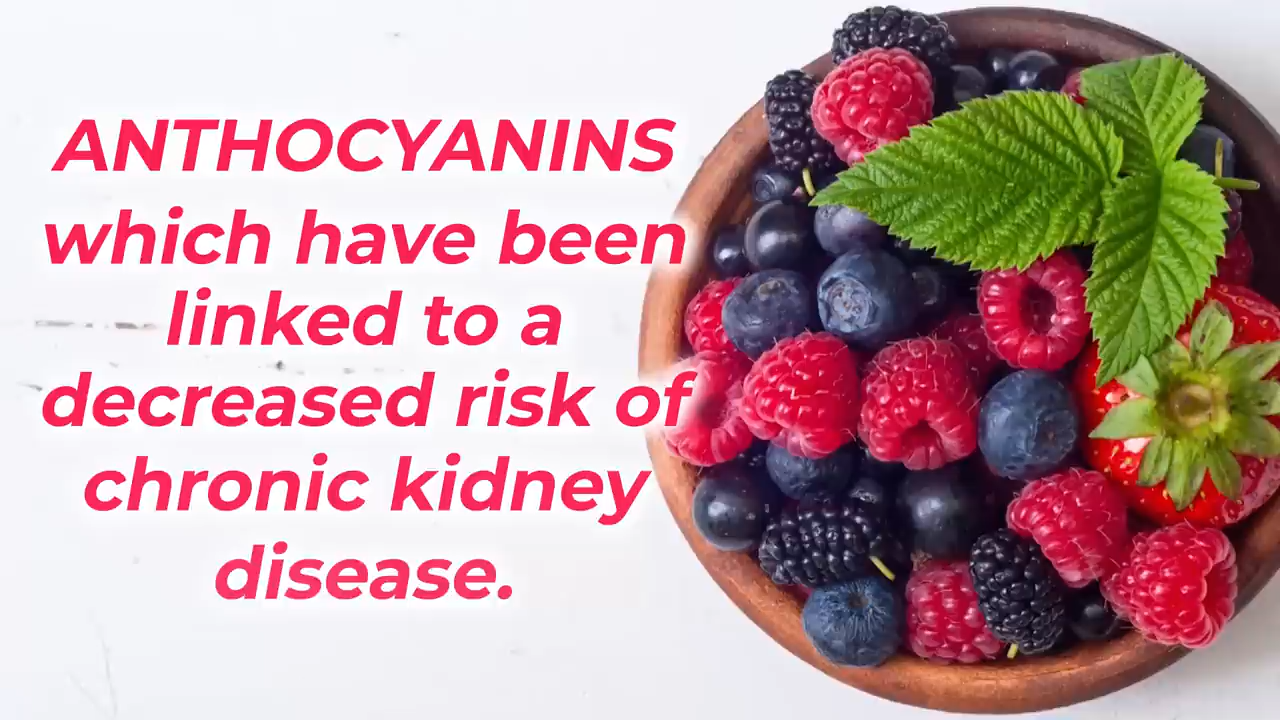 ANTHOCYANINS
which have been
linked to a
decreased risk of
chronic kidney
disease.